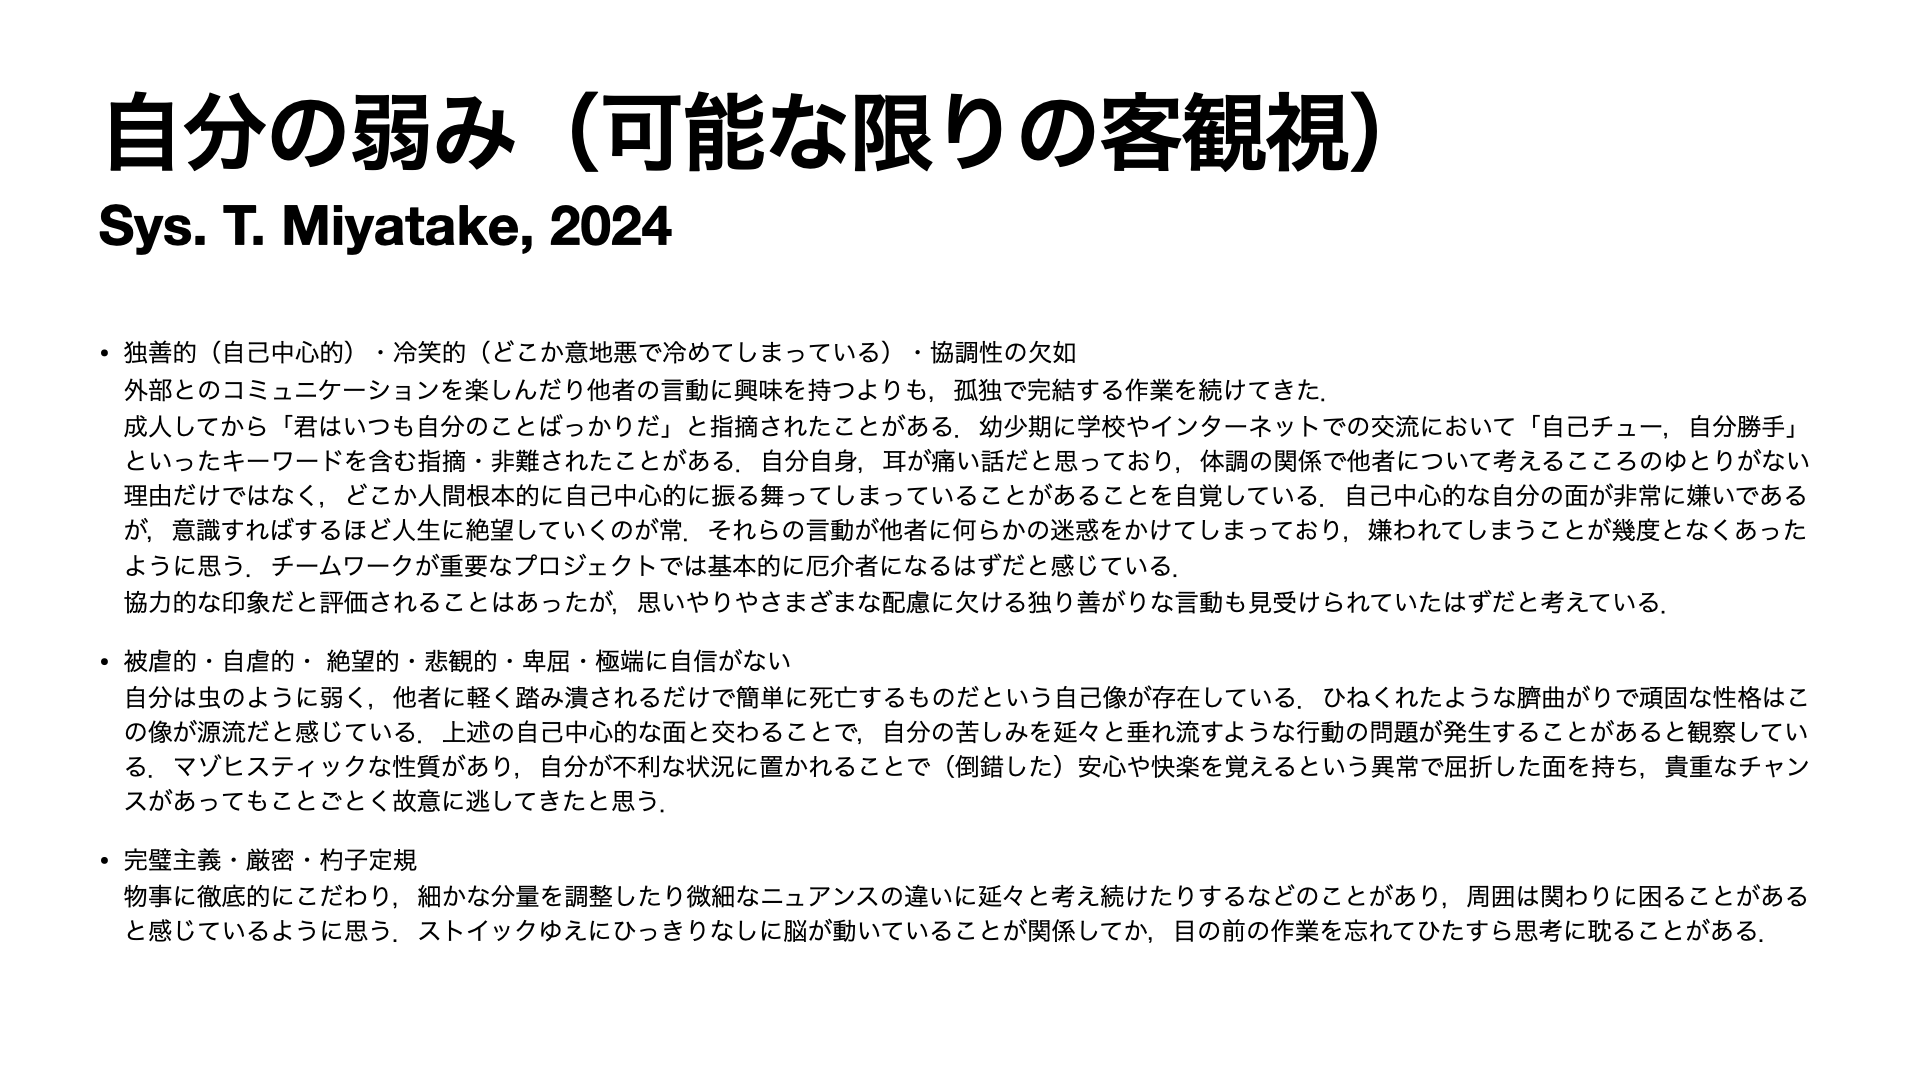 自分の弱み（可能な限りの客観視）
Sys. T. Miyatake, 2024
• 独善的（自己中心的）・冷笑的（どこか意地悪で冷めてしまっている）・協調性の欠如
外部とのコミュニケーションを楽しんだり他者の言動に興味を持つよりも，孤独で完結する作業を続けてきた．
成人してから「君はいつも自分のことばっかりだ」と指摘されたことがある．幼少期に学校やインターネットでの交流において「自己チュー，自分勝手」
といったキーワードを含む指摘・非難されたことがある．自分自身，耳が痛い話だと思っており，体調の関係で他者について考えるこころのゆとりがない
理由だけではなく，どこか人間根本的に自己中心的に振る舞ってしまっていることがあることを自覚している．自己中心的な自分の面が非常に嫌いである
が，意識すればするほど人生に絶望していくのが常．それらの言動が他者に何らかの迷惑をかけてしまっており，嫌われてしまうことが幾度となくあった
ように思う．チームワークが重要なプロジェクトでは基本的に厄介者になるはずだと感じている．
協力的な印象だと評価されることはあったが，思いやりやさまざまな配慮に欠ける独り善がりな言動も見受けられていたはずだと考えている．
• 被虐的・自虐的・ 絶望的・悲観的・卑屈・極端に自信がない
自分は虫のように弱く，他者に軽く踏み潰されるだけで簡単に死亡するものだという自己像が存在している．ひねくれたような臍曲がりで頑固な性格はこ
の像が源流だと感じている．上述の自己中心的な面と交わることで，自分の苦しみを延々と垂れ流すような行動の問題が発生することがあると観察してい
る．マゾヒスティックな性質があり，自分が不利な状況に置かれることで（倒錯した）安心や快楽を覚えるという異常で屈折した面を持ち，貴重なチャン
スがあってもことごとく故意に逃してきたと思う．
• 完璧主義・厳密・杓子定規
物事に徹底的にこだわり，細かな分量を調整したり微細なニュアンスの違いに延々と考え続けたりするなどのことがあり，周囲は関わりに困ることがある
と感じているように思う．ストイックゆえにひっきりなしに脳が動いていることが関係してか，目の前の作業を忘れてひたすら思考に耽ることがある．